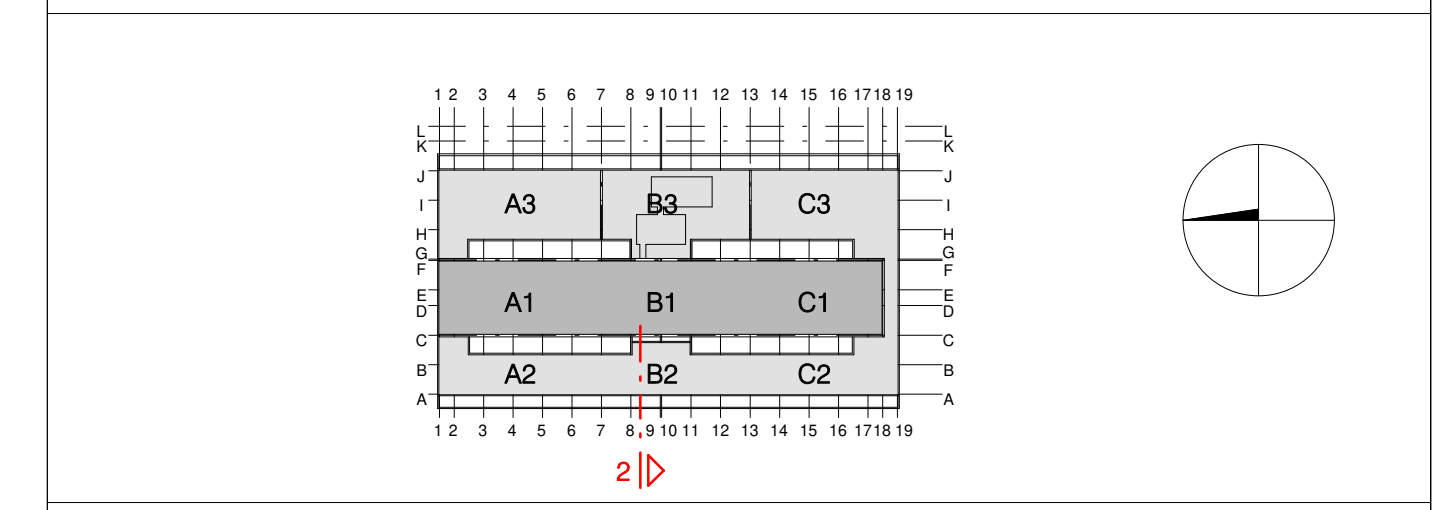 1 2 3 4 5 6 7 8 9 10 11 12 13 14 15 16 17 18 19
L L
K K
J J
A3 B3 C3
I I
H H
G G
F F
E E
A1 B1 C1
D D
C C
B B
A2 B2 C2
A A
1 2 3 4 5 6 7 8 9 10 11 12 13 14 15 16 17 18 19
2